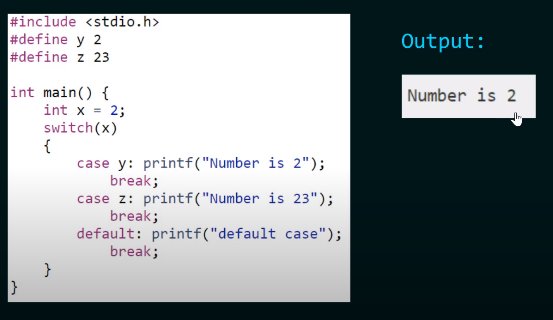 #include <stdio.h>
#define y 2
#define z 23
int main() {
    int x = 2;
    switch(x)
    {
        case y: printf("Number is 2");
            break;
        case z: printf("Number is 23");
            break;
        default: printf("default case");
            break;
    }
}
Output:
Number is 2